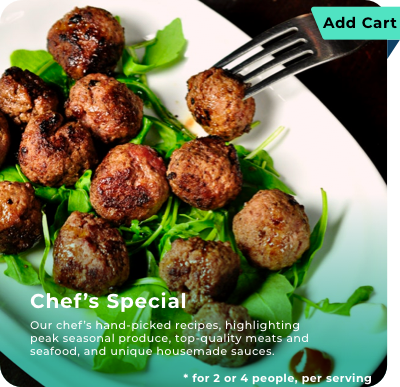 Add Cart
Chef's Special
Our chef's hand-picked recipes, highlighting
peak seasonal produce, top-quality meats and
seafood, and unique housemade sauces.
* for 2 or 4 people, per serving